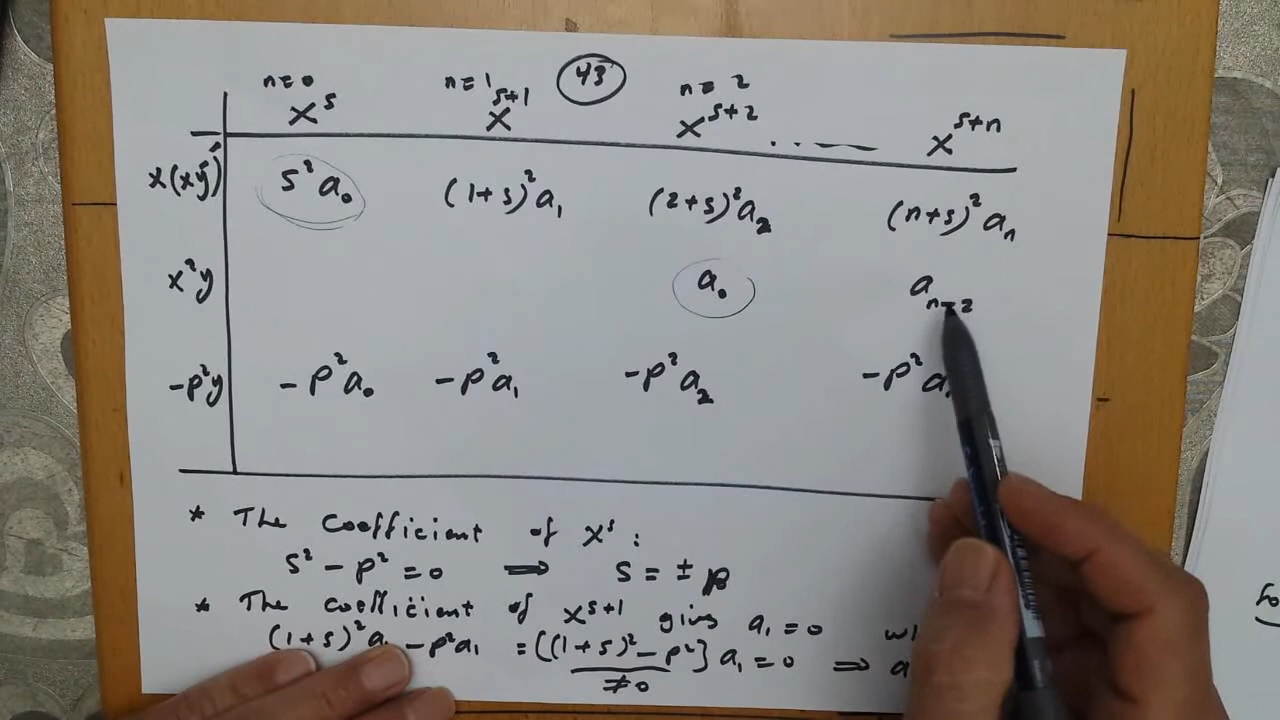 43
n=0 n=1 n=2
x^s x^{s+1} x^{s+2} ..... x^{s+n}
x(xy')' s²a₀ (1+s)²a₁ (2+s)²a₂ (n+s)²aₙ
x²y a₀ a_{n-2}
-p²y -p²a₀ -p²a₁ -p²a₂ -p²a
* The coefficient of x^s :
s² - p² = 0 ⟹ s = ± p
* The coefficient of x^{s+1} gives a₁ = 0
(1+s)²a₁ - p²a₁ = [(1+s)² - p²] a₁ = 0 ⟹ a
≠0